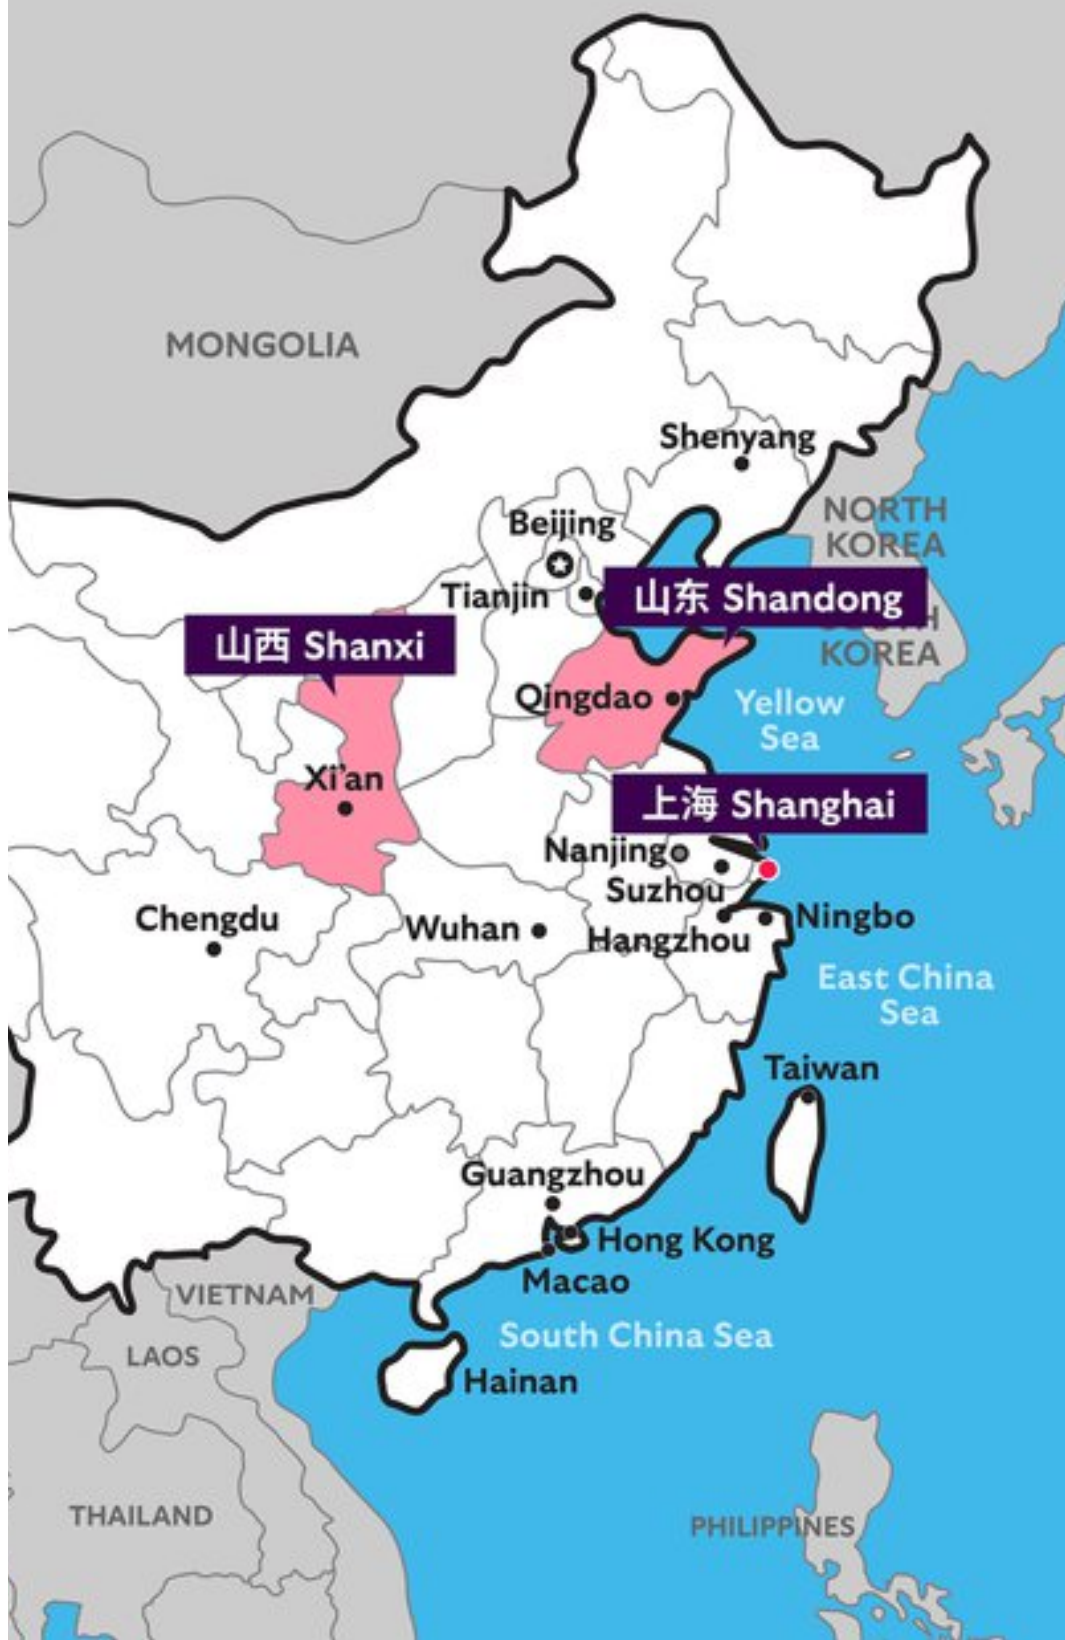 MONGOLIA
Shenyang
NORTH
KOREA
Beijing
Tianjin
山东 Shandong
山西 Shanxi
KOREA
Qingdao
Yellow
Sea
Xi'an
上海 Shanghai
Nanjing
Suzhou
Chengdu
Wuhan
Hangzhou
Ningbo
East China
Sea
Taiwan
Guangzhou
Hong Kong
Macao
VIETNAM
South China Sea
LAOS
Hainan
THAILAND
PHILIPPINES